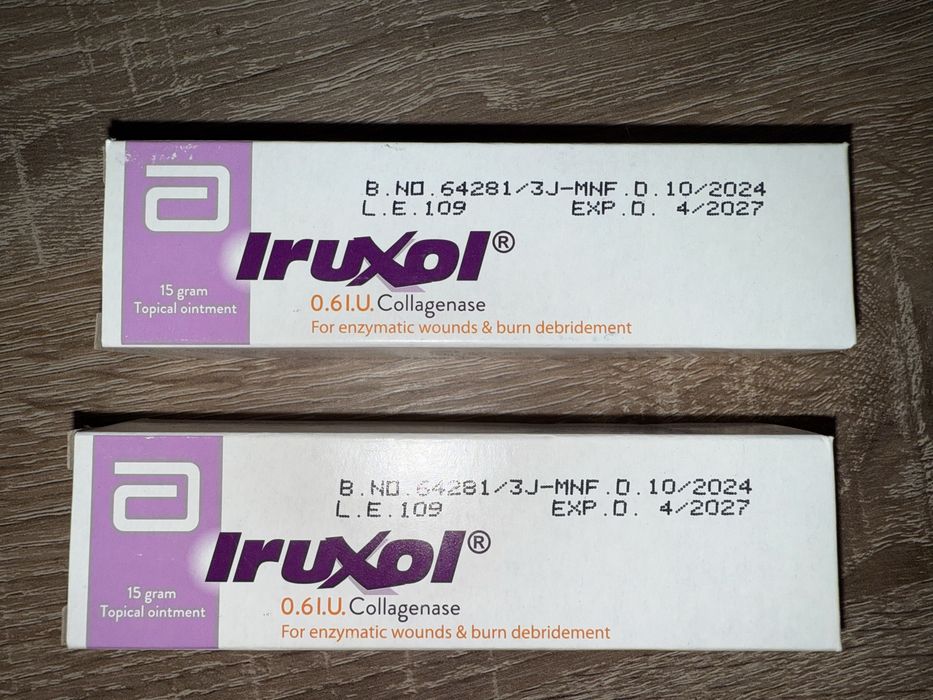 B.NO.64281/3J-MNF.D.10/2024
L.E.109 EXP.D. 4/2027
Iruxol®
15 gram
Topical ointment
0.6 I.U. Collagenase
For enzymatic wounds & burn debridement
B.NO.64281/3J-MNF.D.10/2024
L.E.109 EXP.D. 4/2027
Iruxol®
15 gram
Topical ointment
0.6 I.U. Collagenase
For enzymatic wounds & burn debridement